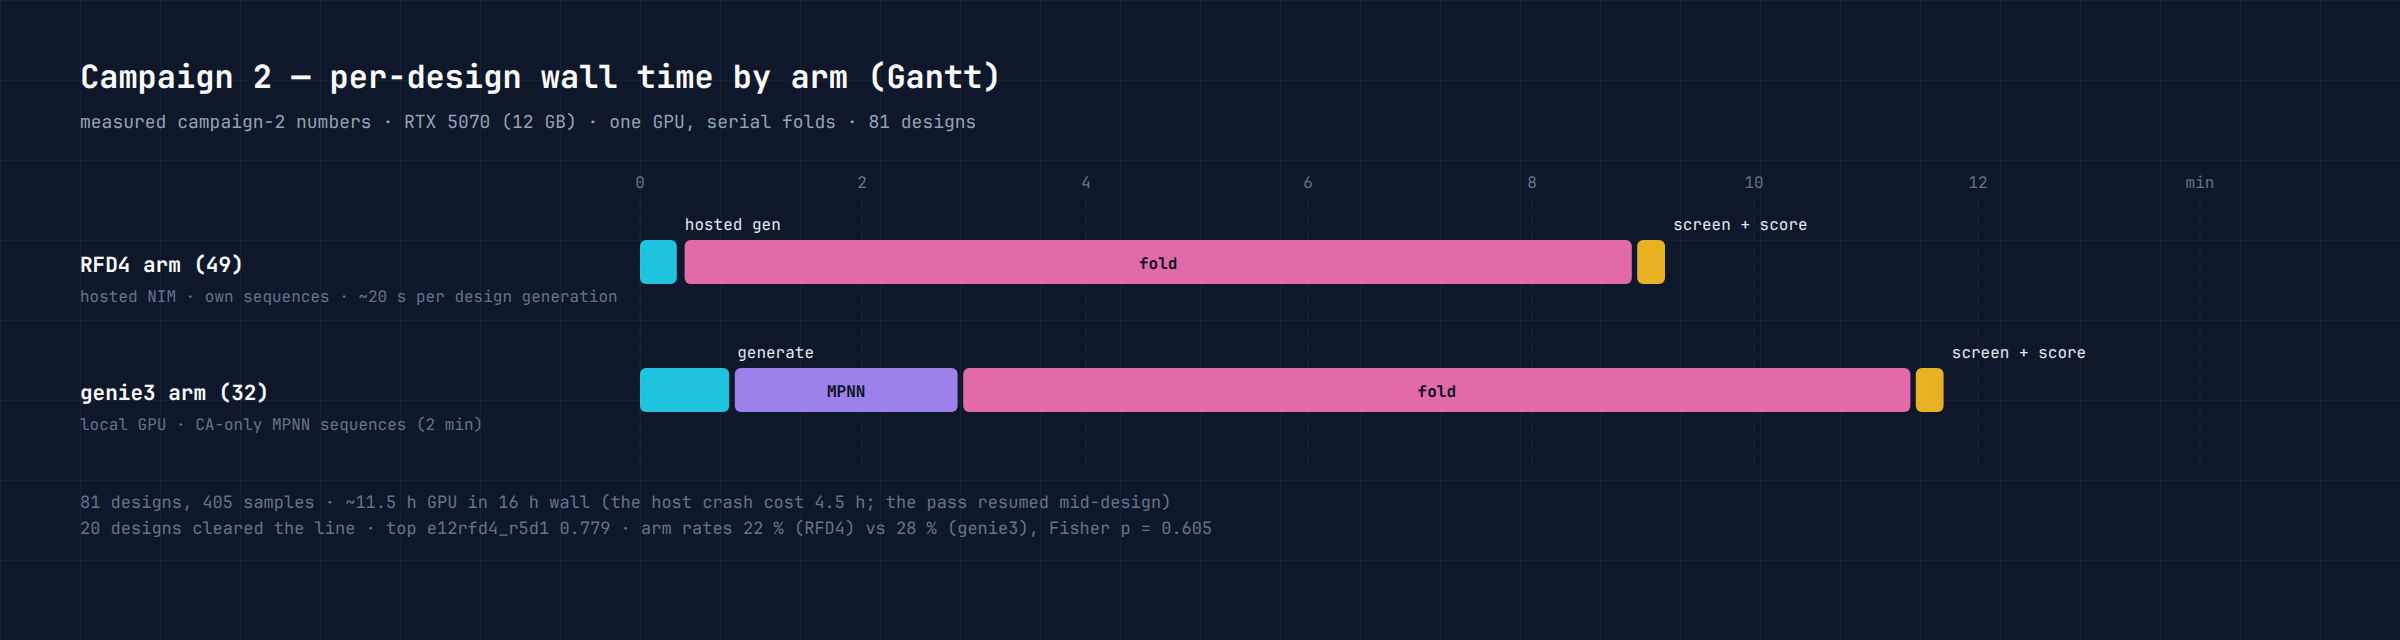 Campaign 2 — per-design wall time by arm (Gantt)
measured campaign-2 numbers · RTX 5070 (12 GB) · one GPU, serial folds · 81 designs
0 2 4 6 8 10 12 min
hosted gen screen + score
RFD4 arm (49) fold
hosted NIM · own sequences · ~20 s per design generation
generate screen + score
genie3 arm (32) MPNN fold
local GPU · CA-only MPNN sequences (2 min)
81 designs, 405 samples · ~11.5 h GPU in 16 h wall (the host crash cost 4.5 h; the pass resumed mid-design)
20 designs cleared the line · top e12rfd4_r5d1 0.779 · arm rates 22 % (RFD4) vs 28 % (genie3), Fisher p = 0.605